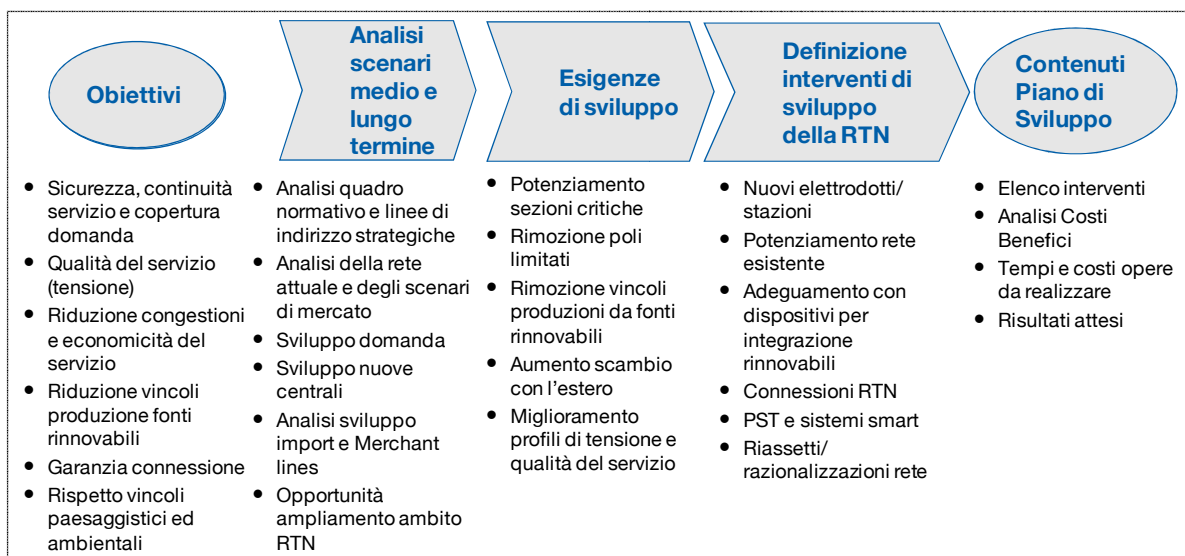 Obiettivi
Analisi
scenari
medio e
lungo
termine
Esigenze
di sviluppo
Definizione
interventi di
sviluppo
della RTN
Contenuti
Piano di
Sviluppo
• Sicurezza, continuità
servizio e copertura
domanda
• Qualità del servizio
(tensione)
• Riduzione congestioni
e economicità del
servizio
• Riduzione vincoli
produzione fonti
rinnovabili
• Garanzia connessione
• Rispetto vincoli
paesaggistici ed
ambientali
• Analisi quadro
normativo e linee di
indirizzo strategiche
• Analisi della rete
attuale e degli scenari
di mercato
• Sviluppo domanda
• Sviluppo nuove
centrali
• Analisi sviluppo
import e Merchant
lines
• Opportunità
ampliamento ambito
RTN
• Potenziamento
sezioni critiche
• Rimozione poli
limitati
• Rimozione vincoli
produzioni da fonti
rinnovabili
• Aumento scambio
con l'estero
• Miglioramento
profili di tensione e
qualità del servizio
• Nuovi elettrodotti/
stazioni
• Potenziamento rete
esistente
• Adeguamento con
dispositivi per
integrazione
rinnovabili
• Connessioni RTN
• PST e sistemi smart
• Riassetti/
razionalizzazioni rete
• Elenco interventi
• Analisi Costi
Benefici
• Tempi e costi opere
da realizzare
• Risultati attesi